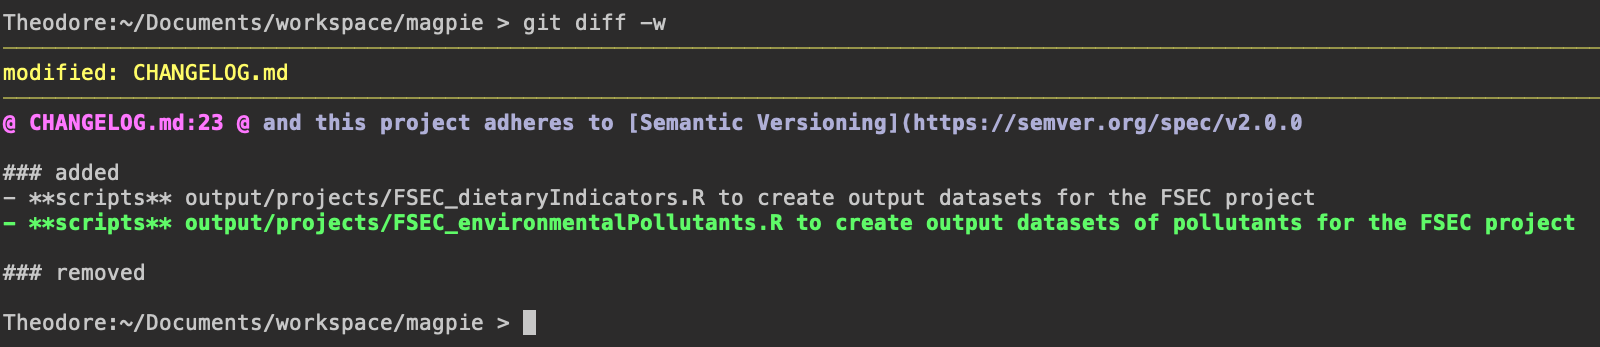 Theodore:~/Documents/workspace/magpie > git diff -w
modified: CHANGELOG.md
@ CHANGELOG.md:23 @ and this project adheres to [Semantic Versioning](https://semver.org/spec/v2.0.0
### added
- **scripts** output/projects/FSEC_dietaryIndicators.R to create output datasets for the FSEC project
- **scripts** output/projects/FSEC_environmentalPollutants.R to create output datasets of pollutants for the FSEC project
### removed
Theodore:~/Documents/workspace/magpie >